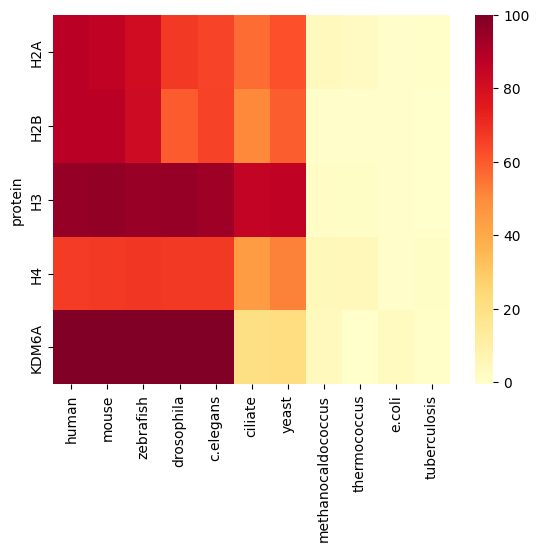 protein
H2A
H2B
H3
H4
KDM6A
human
mouse
zebrafish
drosophila
c.elegans
ciliate
yeast
methanocaldococcus
thermococcus
e.coli
tuberculosis
100
80
60
40
20
0